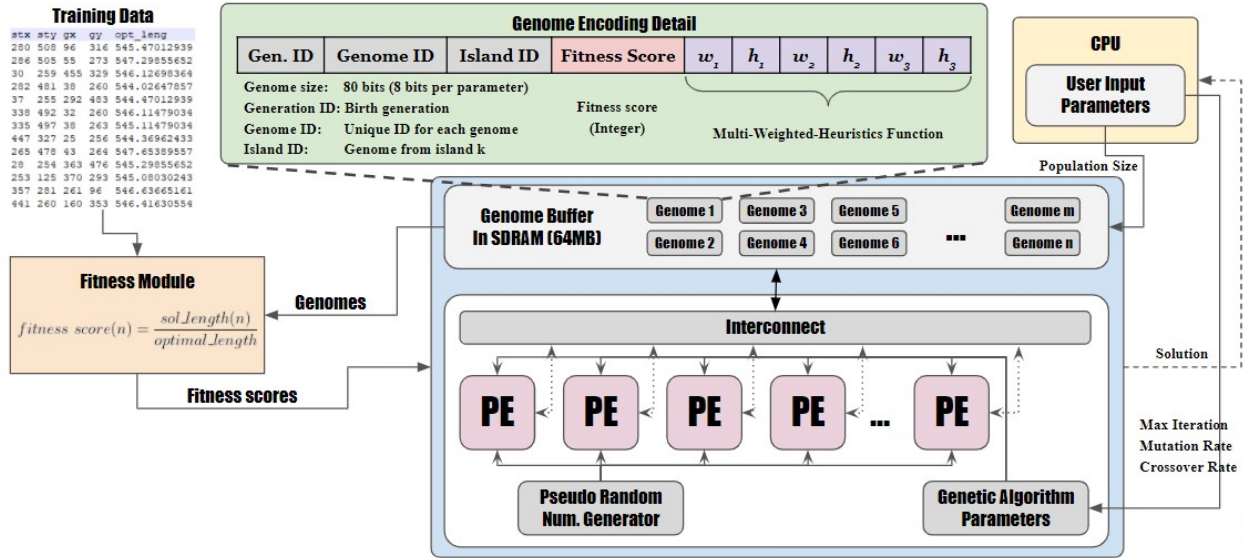 Training Data
stx sty gx gy opt_leng
280 508 96 316 545.47012939
286 505 55 273 547.29855652
30 259 455 329 546.12698364
282 481 38 260 544.02647857
37 255 292 483 544.47012939
338 492 32 260 546.11479034
335 497 38 263 545.11479034
447 327 25 256 544.36962433
265 478 43 264 547.65389557
28 254 363 476 545.29855652
253 125 370 293 545.08030243
357 281 261 96 546.63665161
441 260 160 353 546.41630554
Genome Encoding Detail
Gen. ID Genome ID Island ID Fitness Score w_1 h_1 w_2 h_2 w_3 h_3
Genome size: 80 bits (8 bits per parameter)
Generation ID: Birth generation
Genome ID: Unique ID for each genome
Island ID: Genome from island k
Fitness score
(Integer)
Multi-Weighted-Heuristics Function
CPU
User Input
Parameters
Population Size
Genome Buffer
In SDRAM (64MB)
Genome 1 Genome 3 Genome 5 Genome m
Genome 2 Genome 4 Genome 6 ... Genome n
Fitness Module
fitness score(n) = sol_length(n) / optimal_length
Genomes
Fitness scores
Interconnect
PE PE PE PE ... PE
Pseudo Random
Num. Generator
Genetic Algorithm
Parameters
Solution
Max Iteration
Mutation Rate
Crossover Rate